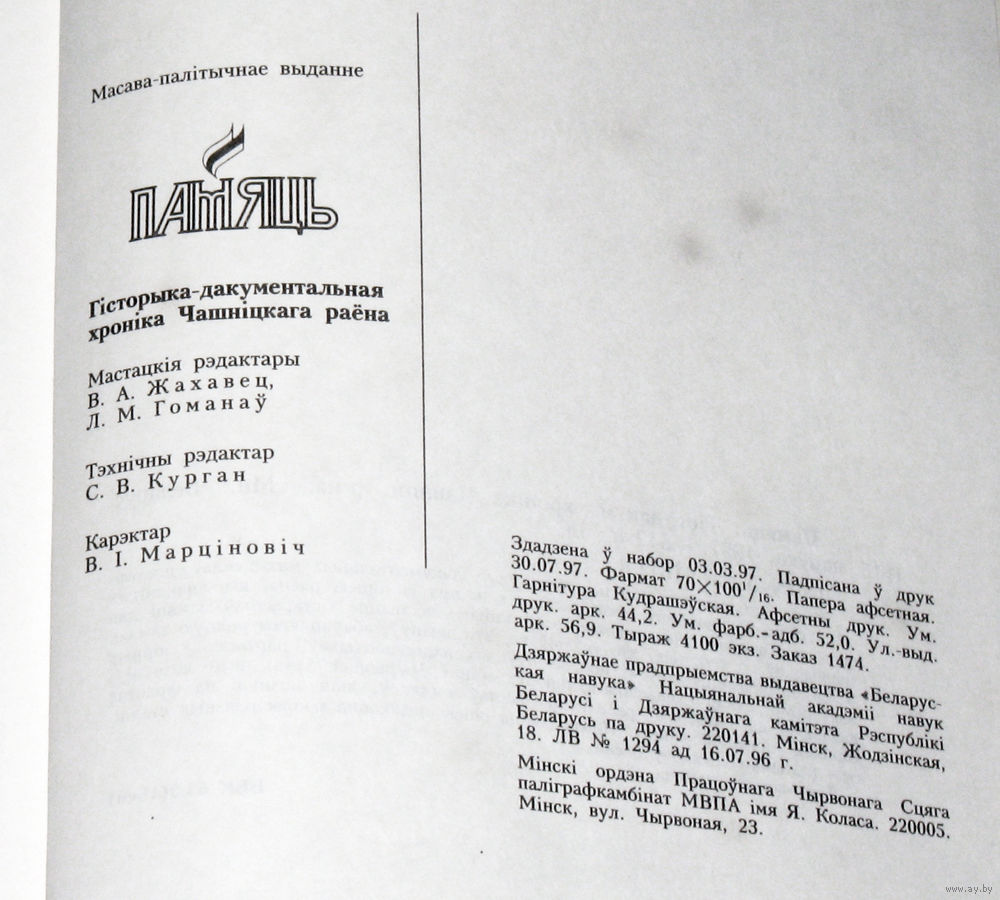 Масава-палітычнае выданне
ПАМЯЦЬ
Гісторыка-дакументальная
хроніка Чашніцкага раёна
Мастацкія рэдактары
В. А. Жахавец,
Л. М. Гоманаў
Тэхнічны рэдактар
С. В. Курган
Карэктар
В. І. Марціновіч
Здадзена ў набор 03.03.97. Падпісана ў друк
30.07.97. Фармат 70×100¹/₁₆. Папера афсетная.
Гарнітура Кудрашэўская. Афсетны друк. Ум.
друк. арк. 44,2. Ум. фарб.-адб. 52,0. Ул.-выд.
арк. 56,9. Тыраж 4100 экз. Заказ 1474.
Дзяржаўнае прадпрыемства выдавецтва «Беларус-
кая навука» Нацыянальнай акадэміі навук
Беларусі і Дзяржаўнага камітэта Рэспублікі
Беларусь па друку. 220141. Мінск, Жодзінская,
18. ЛВ № 1294 ад 16.07.96 г.
Мінскі ордэна Працоўнага Чырвонага Сцяга
паліграфкамбінат МВПА імя Я. Коласа. 220005.
Мінск, вул. Чырвоная, 23.
www.ay.by